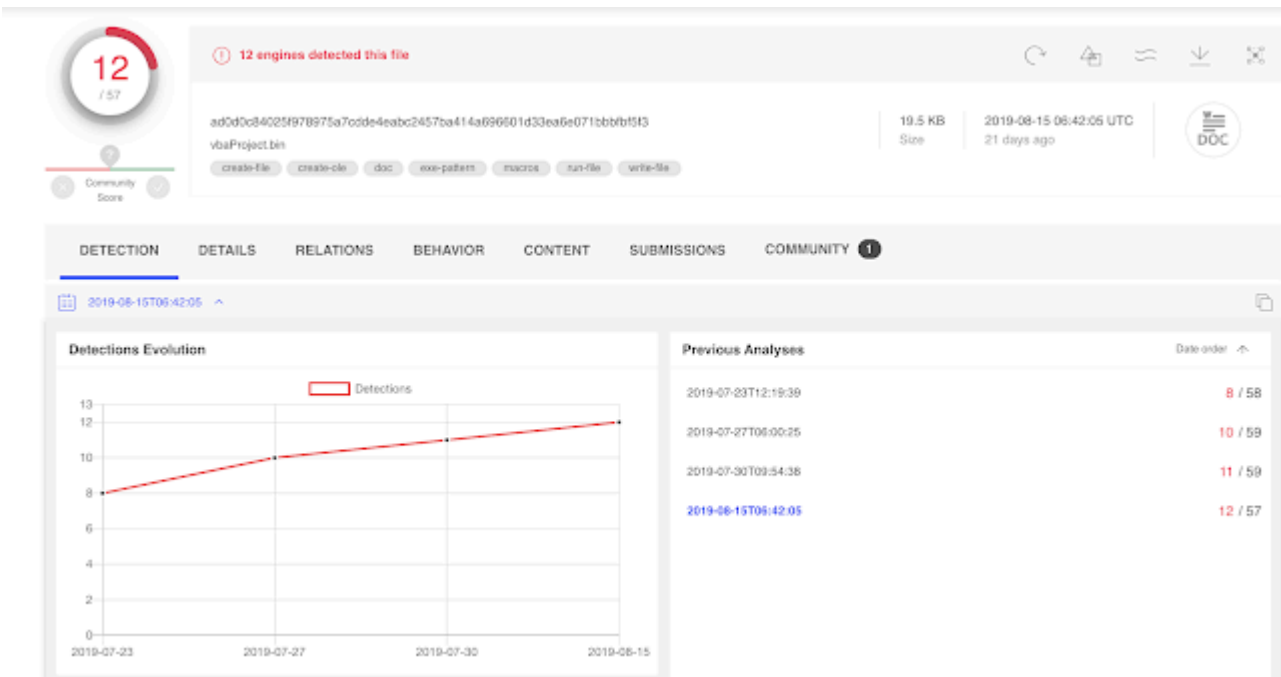 12
/ 57
Community
Score
12 engines detected this file
vbaProject.bin
create-file create-ole doc exe-pattern macros run-file write-file
19.5 KB
Size
2019-08-15 06:42:05 UTC
21 days ago
DOC
DETECTION DETAILS RELATIONS BEHAVIOR CONTENT SUBMISSIONS COMMUNITY 1
2019-08-15T06:42:05
Detections Evolution
Detections
13
12
10
8
6
4
2
0
2019-07-23 2019-07-27 2019-07-30 2019-08-15
Previous Analyses Date order
2019-07-23T12:19:39 8 / 58
2019-07-27T06:00:25 10 / 59
2019-07-30T09:54:38 11 / 59
2019-08-15T06:42:05 12 / 57